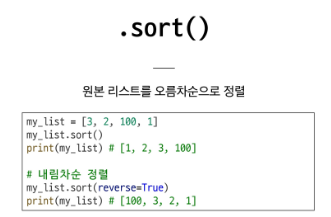 .sort()
원본 리스트를 오름차순으로 정렬
my_list = [3, 2, 100, 1]
my_list.sort()
print(my_list) # [1, 2, 3, 100]
# 내림차순 정렬
my_list.sort(reverse=True)
print(my_list) # [100, 3, 2, 1]